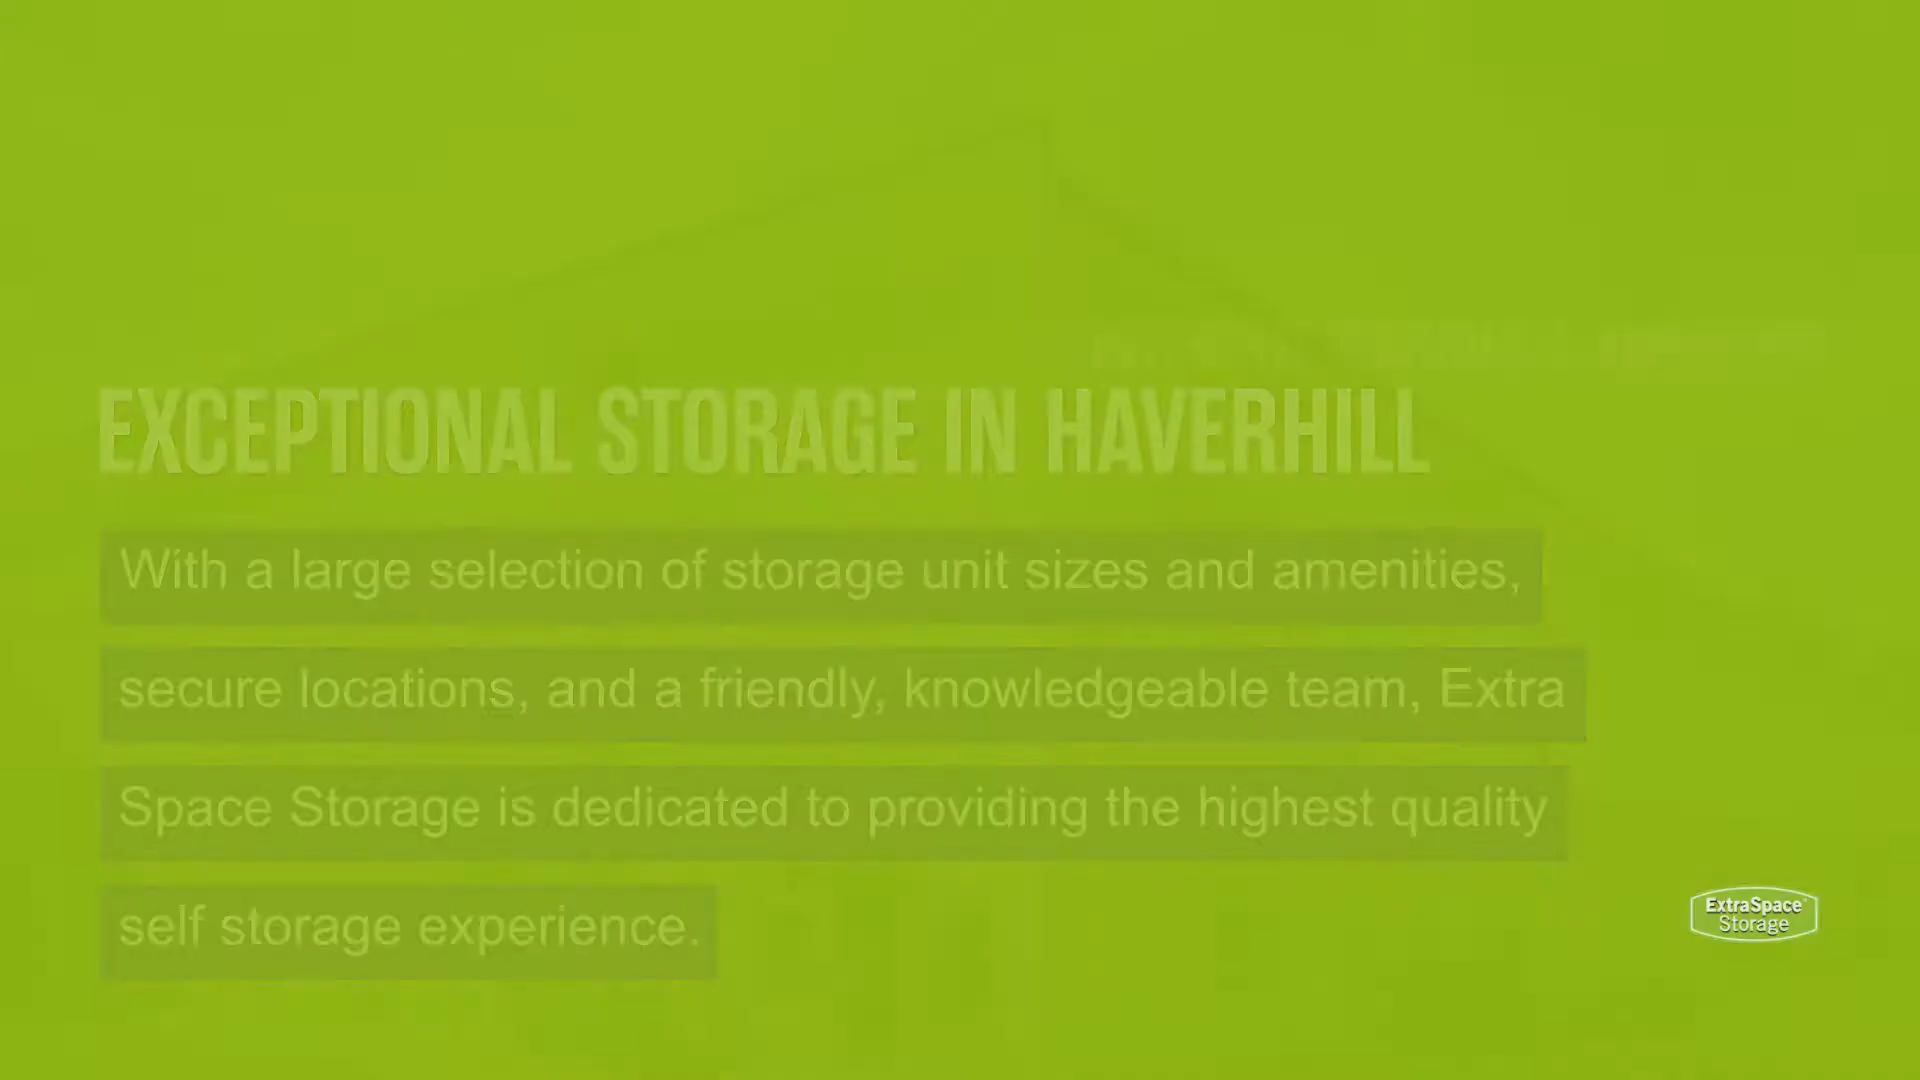 EXCEPTIONAL STORAGE IN HAVERHILL
With a large selection of storage unit sizes and amenities,
secure locations, and a friendly, knowledgeable team, Extra
Space Storage is dedicated to providing the highest quality
self storage experience.
ExtraSpace
Storage